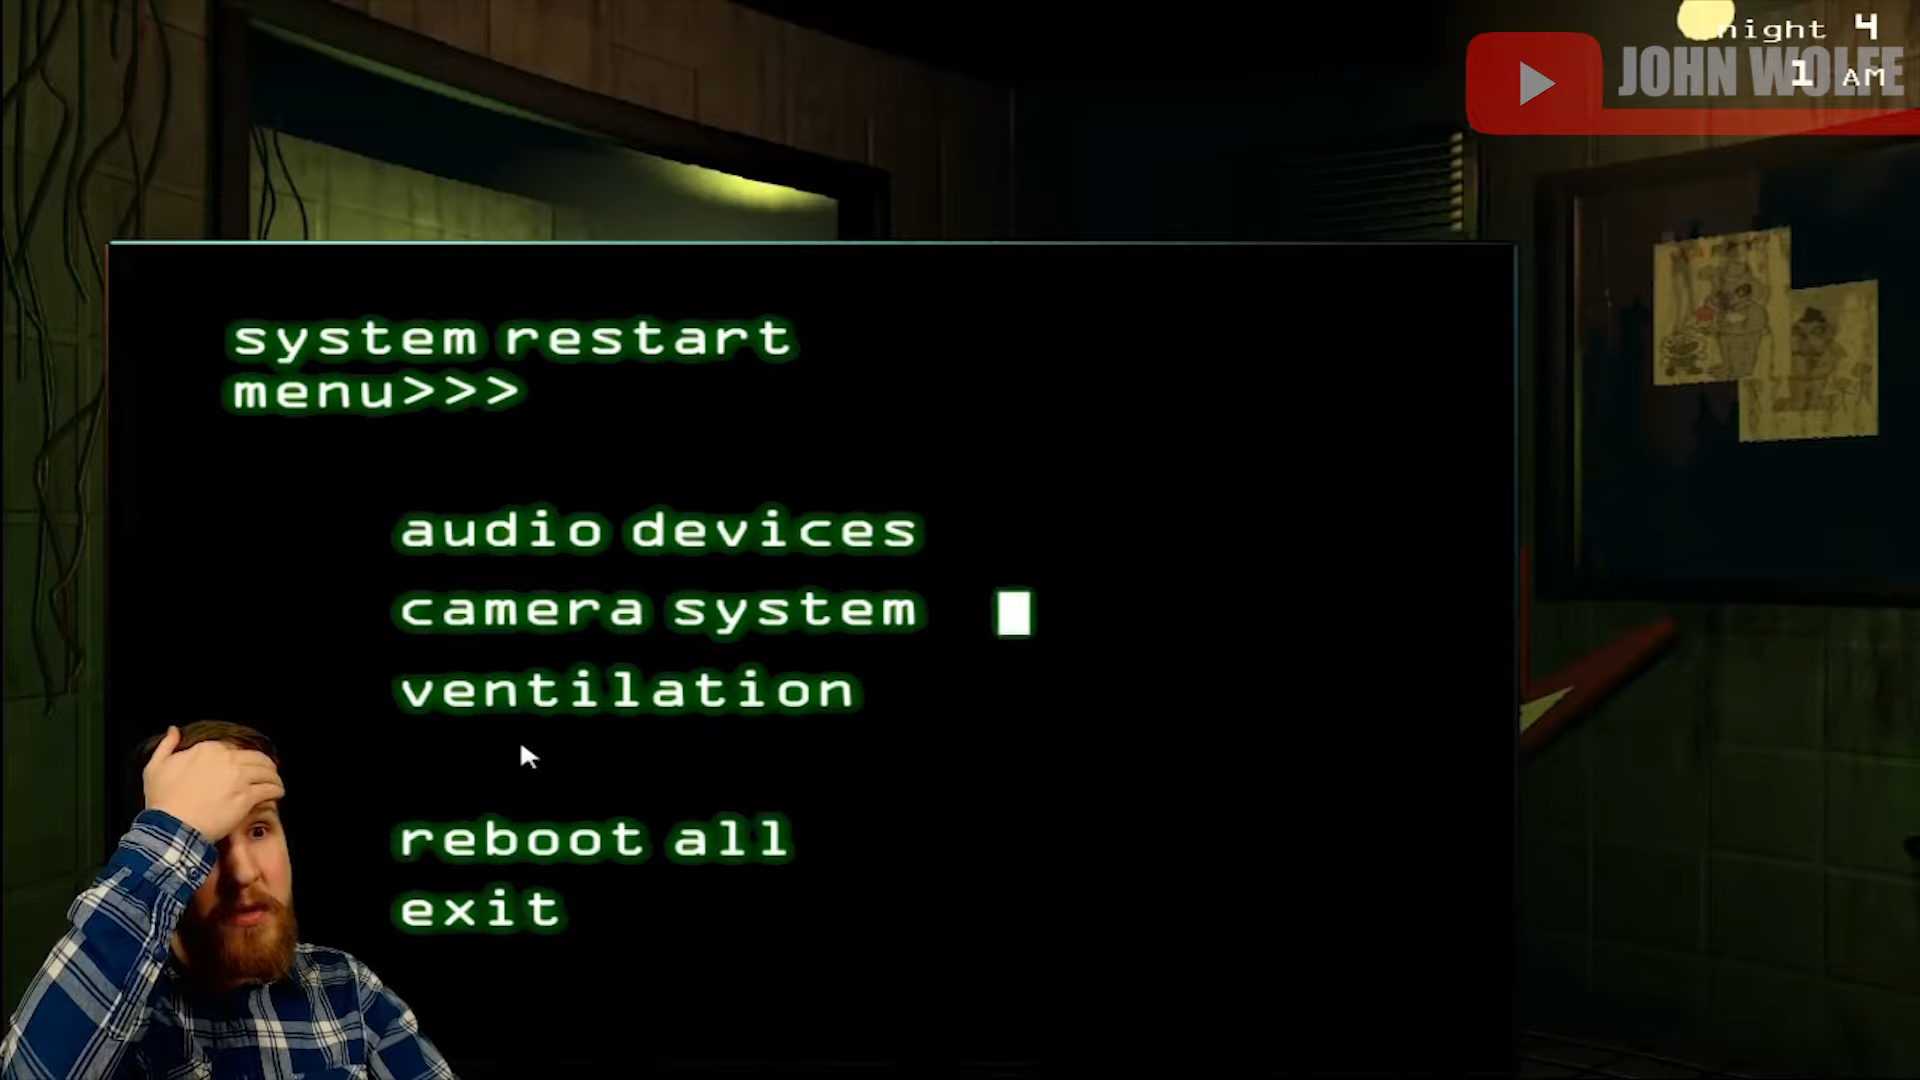 night 4
JOHN WOLFE
1 AM
system restart
menu>>>
audio devices
camera system
ventilation
reboot all
exit